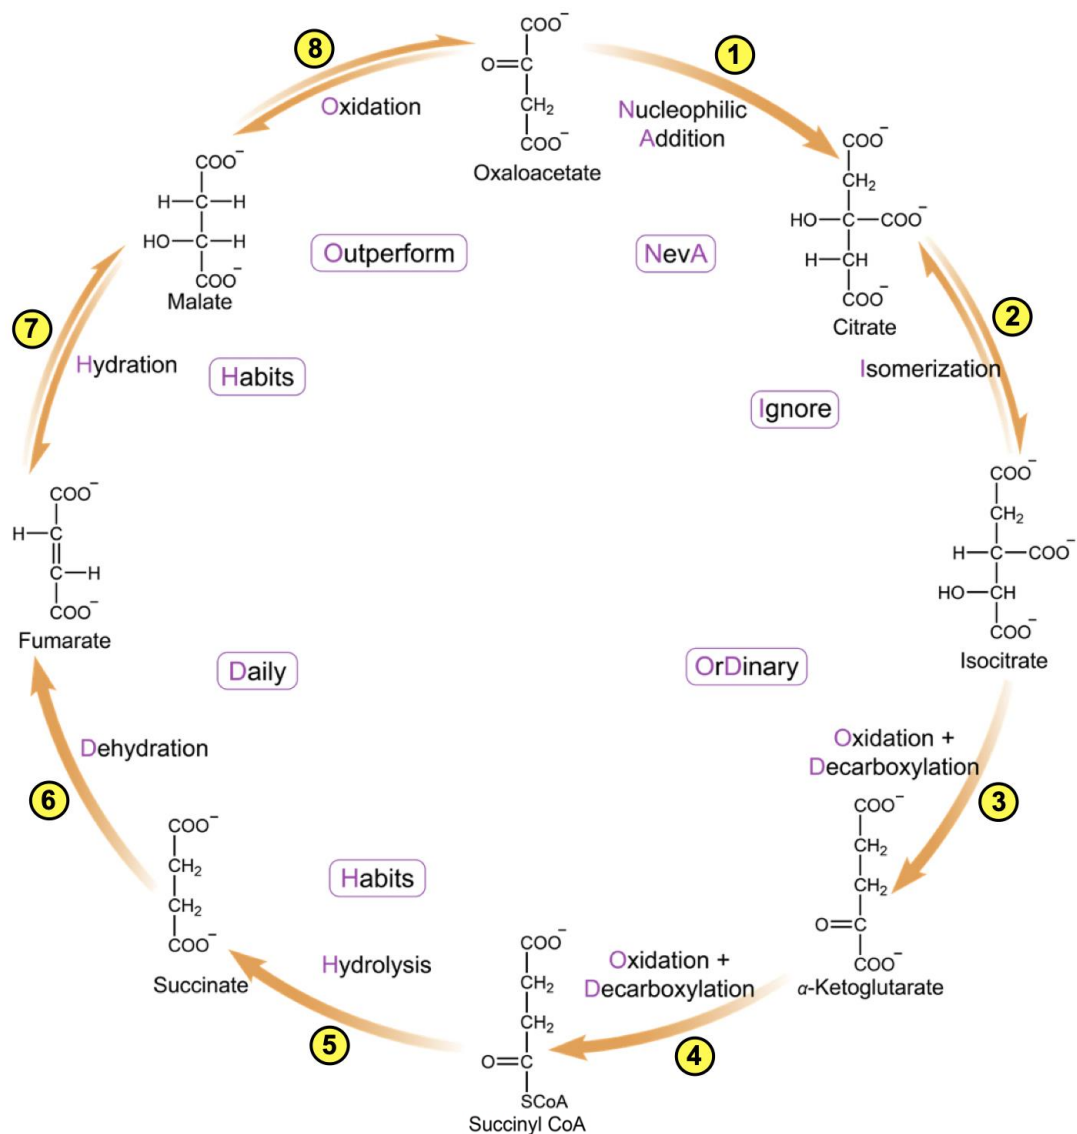 8
Oxidation
COO⁻
O=C
CH₂
COO⁻
Oxaloacetate
1
Nucleophilic
Addition
COO⁻
CH₂
HO—C—COO⁻
H—CH
COO⁻
Citrate
2
Isomerization
COO⁻
CH₂
H—C—COO⁻
HO—CH
COO⁻
Isocitrate
Oxidation +
Decarboxylation
3
COO⁻
CH₂
CH₂
O=C
COO⁻
α-Ketoglutarate
Oxidation +
Decarboxylation
4
COO⁻
CH₂
CH₂
O=C
SCoA
Succinyl CoA
5
Hydrolysis
COO⁻
CH₂
CH₂
COO⁻
Succinate
6
Dehydration
COO⁻
H—C
C—H
COO⁻
Fumarate
7
Hydration
COO⁻
H—C—H
HO—C—H
COO⁻
Malate
NevA
Ignore
OrDinary
Habits
Daily
Habits
Outperform